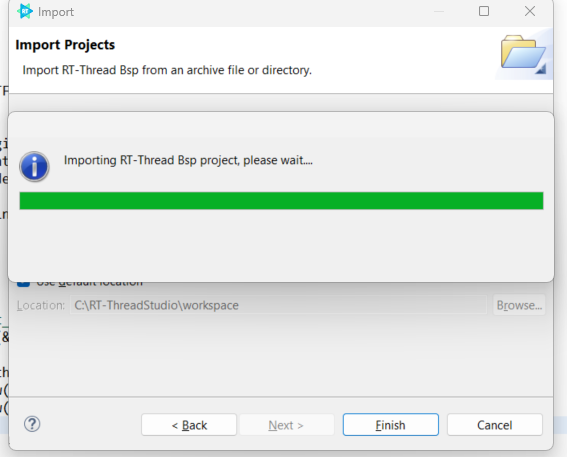 Import
Import Projects
Import RT-Thread Bsp from an archive file or directory.
Importing RT-Thread Bsp project, please wait....
Use default location
Location: C:\RT-ThreadStudio\workspace Browse...
< Back Next > Finish Cancel